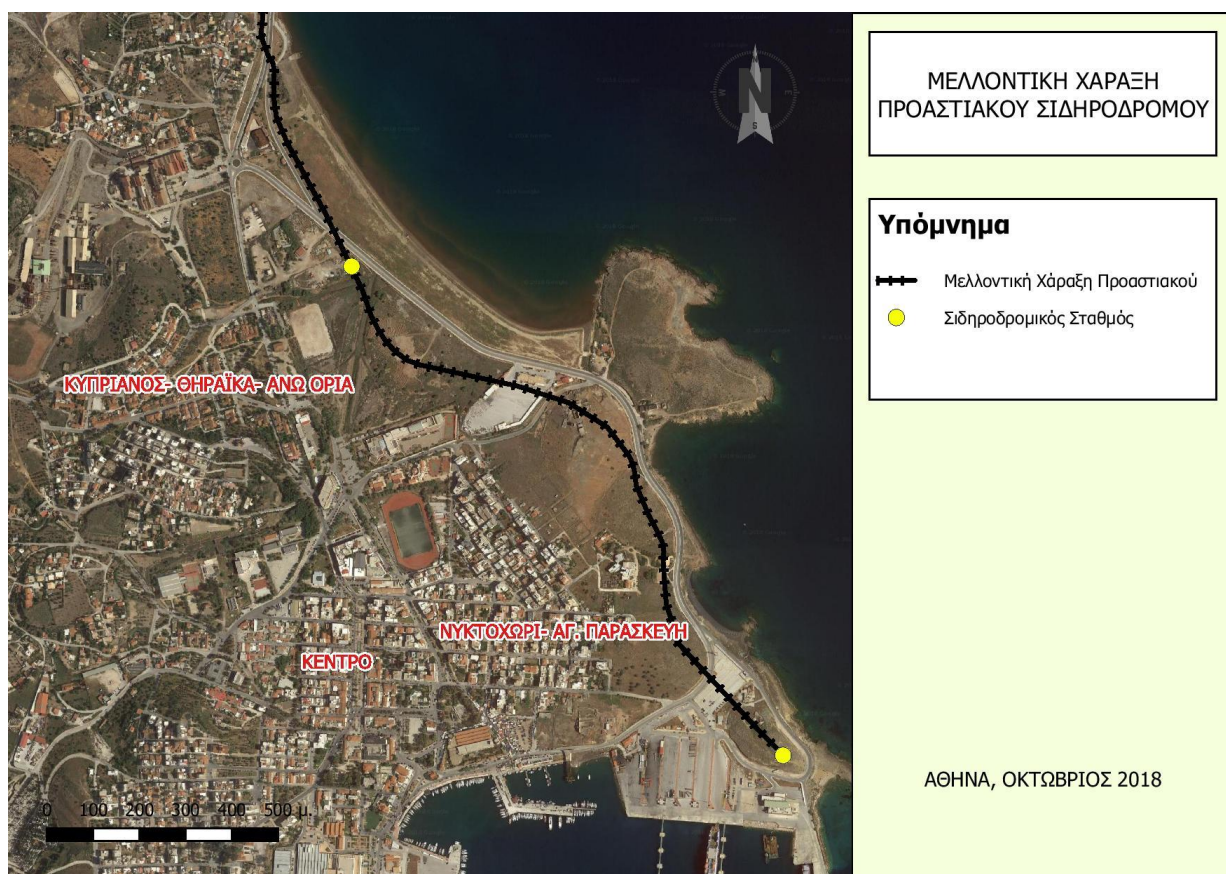 ΜΕΛΛΟΝΤΙΚΗ ΧΑΡΑΞΗ
ΠΡΟΑΣΤΙΑΚΟΥ ΣΙΔΗΡΟΔΡΟΜΟΥ
Υπόμνημα
Μελλοντική Χάραξη Προαστιακού
Σιδηροδρομικός Σταθμός
N
ΚΥΠΡΙΑΝΟΣ- ΘΗΡΑΪΚΑ- ΑΝΩ ΟΡΙΑ
ΝΥΚΤΟΧΩΡΙ- ΑΓ. ΠΑΡΑΣΚΕΥΗ
ΚΕΝΤΡΟ
0 100 200 300 400 500 μ.
ΑΘΗΝΑ, ΟΚΤΩΒΡΙΟΣ 2018